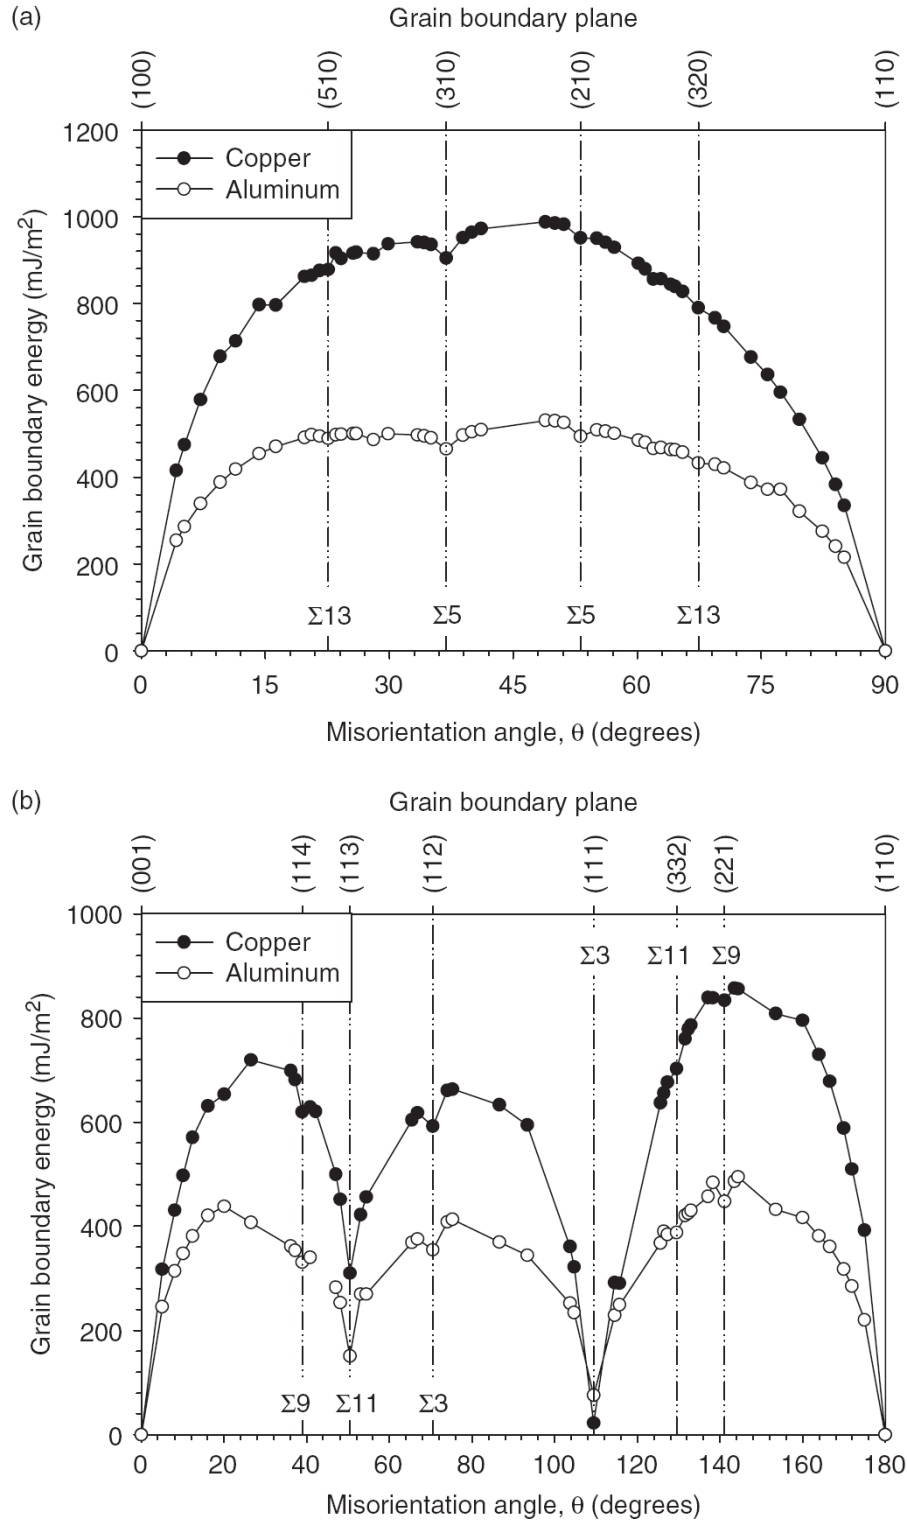 (a)
Grain boundary plane
(100) (510) (310) (210) (320) (110)
1200
1000
800
600
400
200
0
Grain boundary energy (mJ/m²)
Copper
Aluminum
Σ13 Σ5 Σ5 Σ13
0 15 30 45 60 75 90
Misorientation angle, θ (degrees)
(b)
Grain boundary plane
(001) (114) (113) (112) (111) (332) (221) (110)
1000
800
600
400
200
0
Grain boundary energy (mJ/m²)
Copper
Aluminum
Σ3 Σ11 Σ9
Σ9 Σ11 Σ3
0 20 40 60 80 100 120 140 160 180
Misorientation angle, θ (degrees)